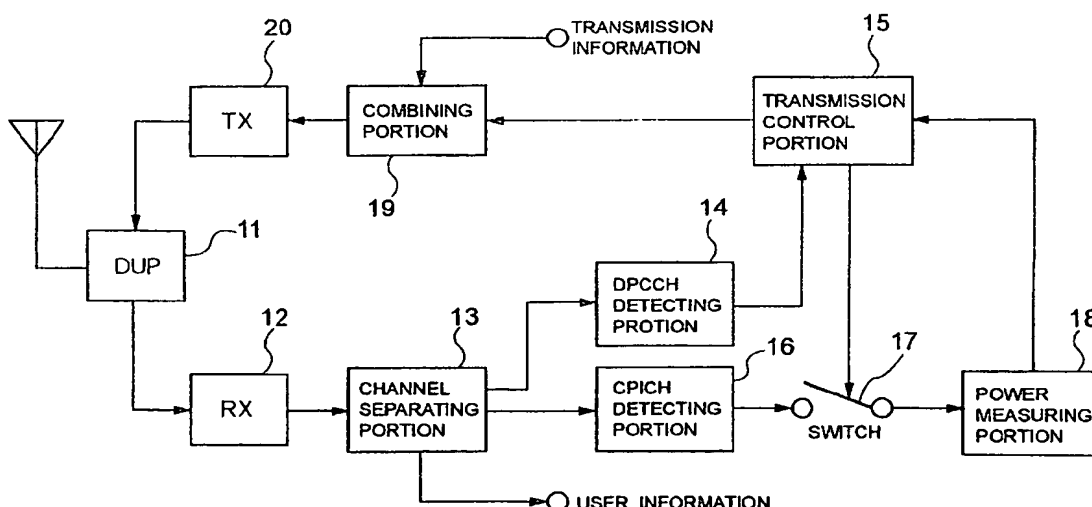 20
TRANSMISSION
INFORMATION
15
TX
COMBINING
PORTION
TRANSMISSION
CONTROL
PORTION
19
11
14
DUP
DPCCH
DETECTING
PROTION
12
13
16
17
18
RX
CHANNEL
SEPARATING
PORTION
CPICH
DETECTING
PORTION
SWITCH
POWER
MEASURING
PORTION
USER INFORMATION